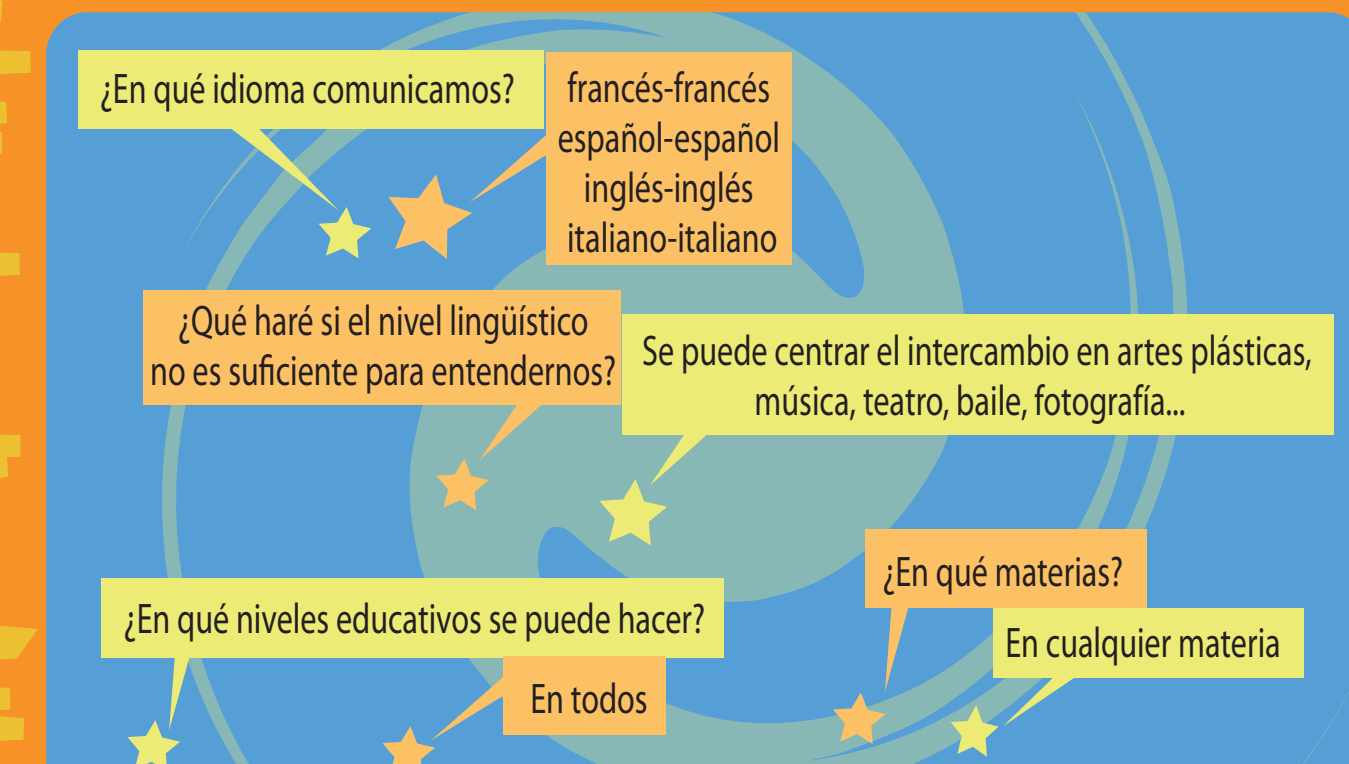 ¿En qué idioma comunicamos?
francés-francés
español-español
inglés-inglés
italiano-italiano
¿Qué haré si el nivel lingüístico
no es suficiente para entendernos?
Se puede centrar el intercambio en artes plásticas,
música, teatro, baile, fotografía...
¿En qué niveles educativos se puede hacer?
En todos
¿En qué materias?
En cualquier materia